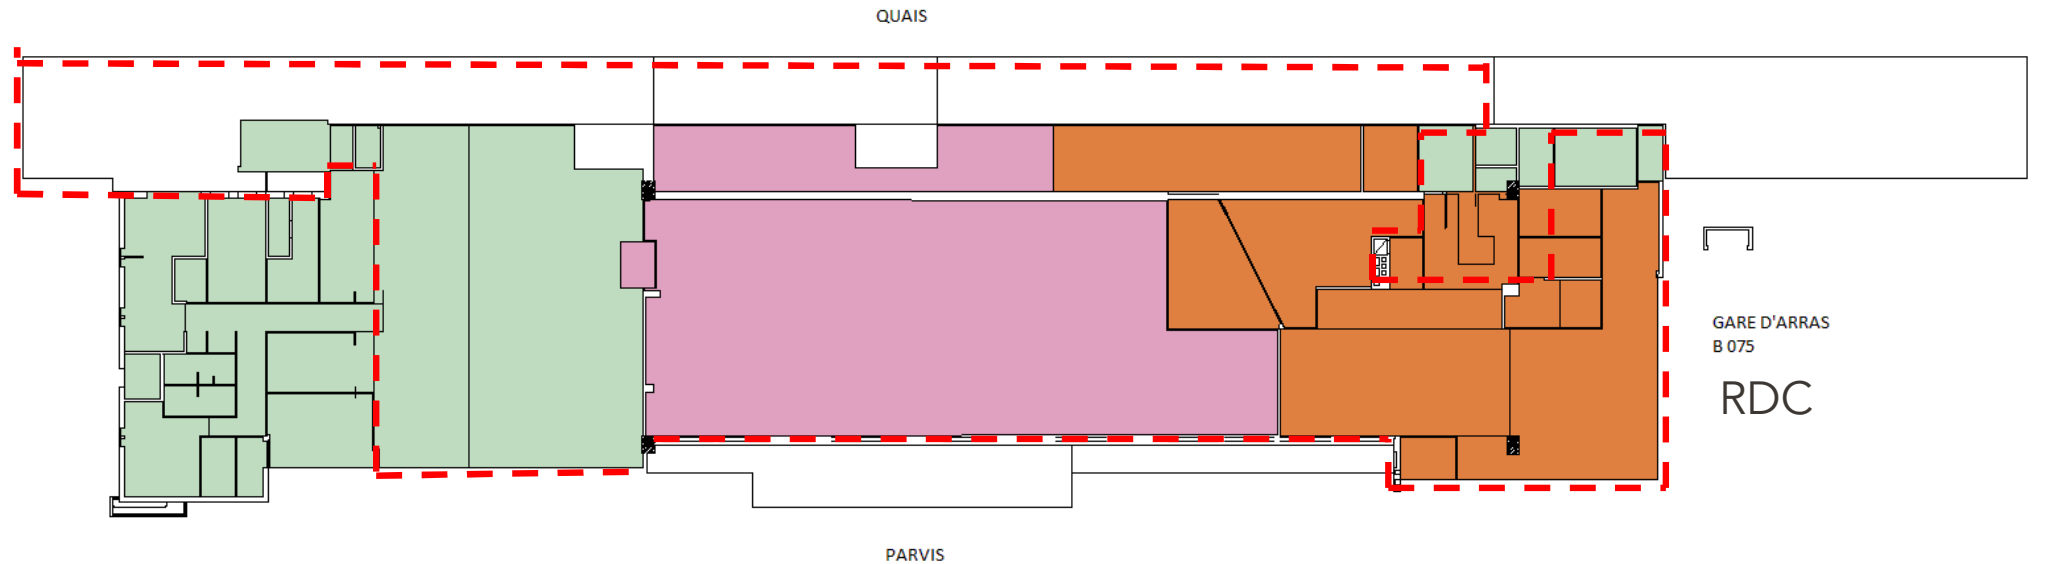 QUAIS
GARE D'ARRAS
B 075
RDC
PARVIS